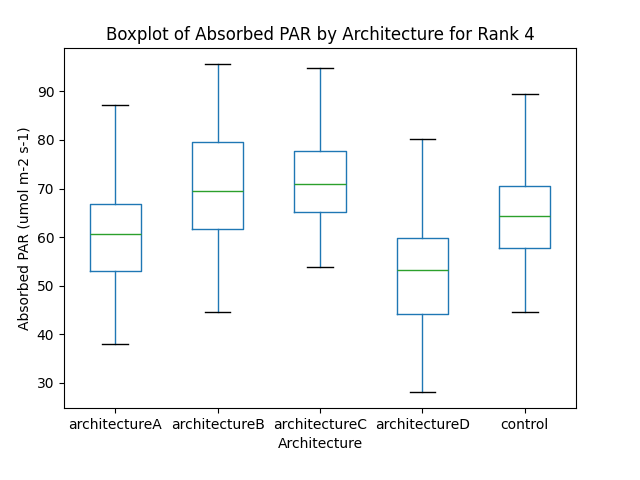 Boxplot of Absorbed PAR by Architecture for Rank 4
Absorbed PAR (umol m-2 s-1)
90
80
70
60
50
40
30
architectureA architectureB architectureC architectureD control
Architecture